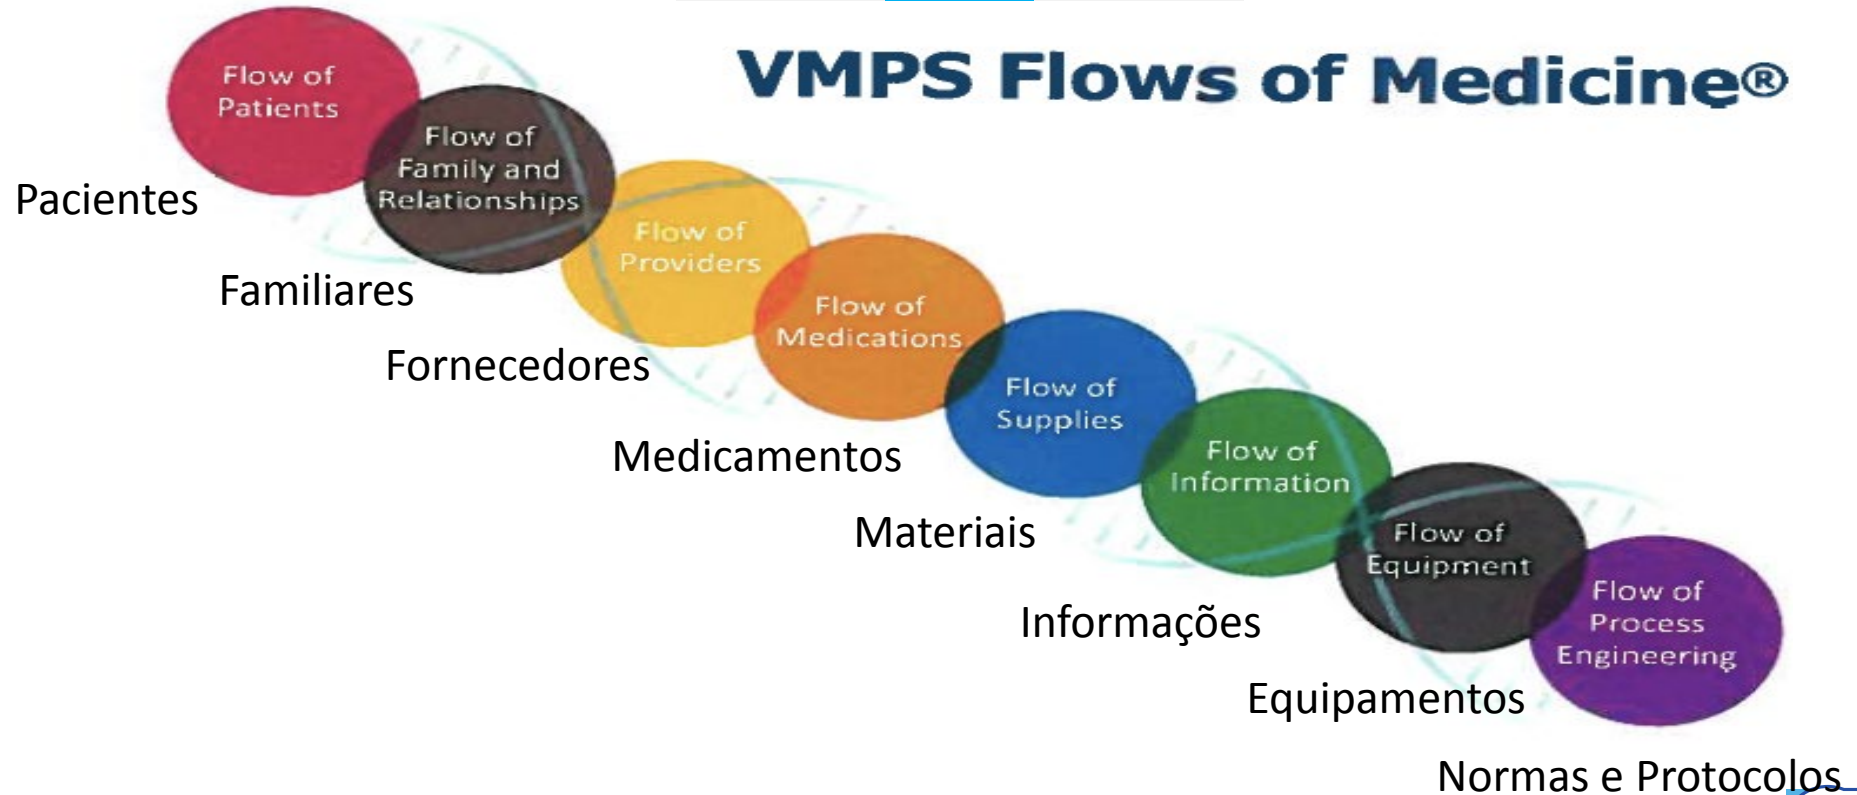 VMPS Flows of Medicine®
Flow of
Patients
Pacientes
Flow of
Family and
Relationships
Familiares
Flow of
Providers
Fornecedores
Flow of
Medications
Medicamentos
Flow of
Supplies
Materiais
Flow of
Information
Informações
Flow of
Equipment
Equipamentos
Flow of
Process
Engineering
Normas e Protocolos